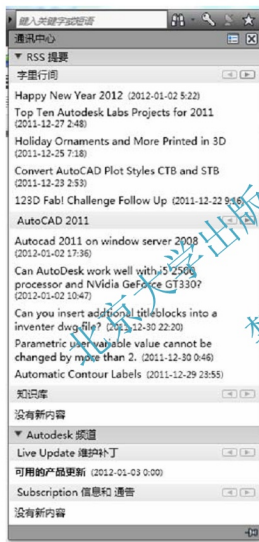 键入关键字或短语
通讯中心
RSS 提要
字里行间
Happy New Year 2012 (2012-01-02 5:22)
Top Ten Autodesk Labs Projects for 2011
(2011-12-27 2:48)
Holiday Ornaments and More Printed in 3D
(2011-12-25 7:18)
Convert AutoCAD Plot Styles CTB and STB
(2011-12-23 2:53)
123D Fab! Challenge Follow Up (2011-12-22 9:16)
AutoCAD 2011
Autocad 2011 on window server 2008
(2012-01-02 17:36)
Can AutoDesk work well with i5 2500
processor and NVidia GeForce GT330?
(2012-01-02 10:47)
Can you insert addtional titleblocks into a
inventer dwg file? (2011-12-30 22:20)
Parametric user variable value cannot be
changed by more than 2. (2011-12-30 0:46)
Automatic Contour Labels (2011-12-29 23:55)
知识库
没有新内容
Autodesk 频道
Live Update 维护补丁
可用的产品更新 (2012-01-03 0:00)
Subscription 信息和 通告
没有新内容
北京大学出版